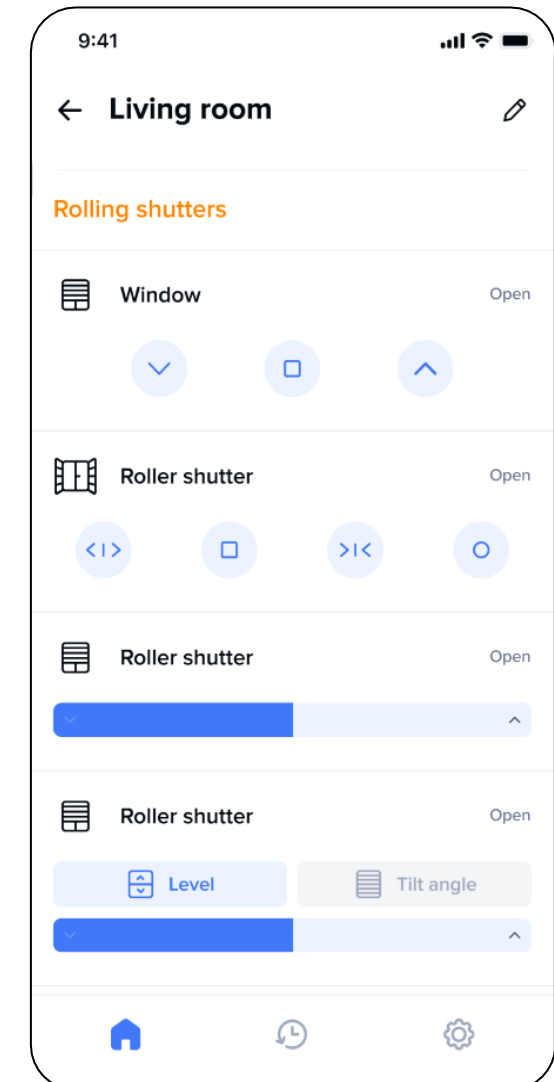 9:41
Living room
Rolling shutters
Window Open
Roller shutter Open
Roller shutter Open
Roller shutter Open
Level Tilt angle